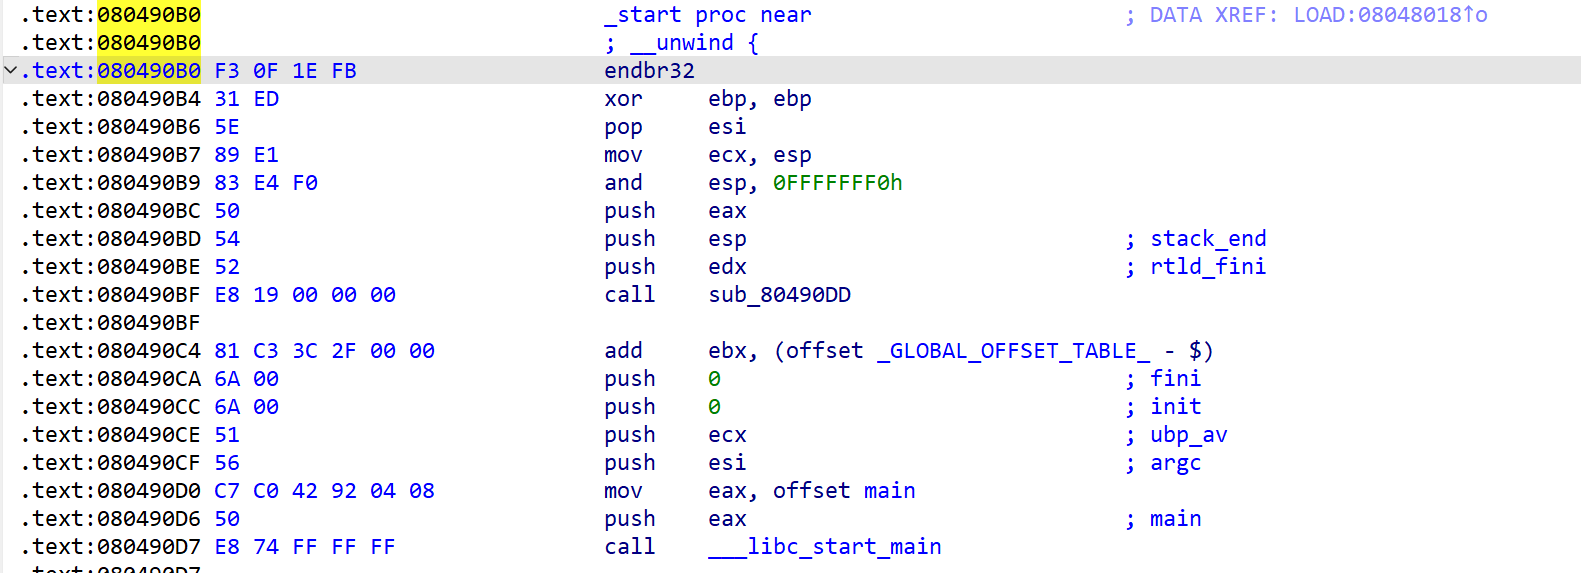 .text:080490B0 _start proc near ; DATA XREF: LOAD:08048018↑o
.text:080490B0 ; __unwind {
.text:080490B0 F3 0F 1E FB endbr32
.text:080490B4 31 ED xor ebp, ebp
.text:080490B6 5E pop esi
.text:080490B7 89 E1 mov ecx, esp
.text:080490B9 83 E4 F0 and esp, 0FFFFFFF0h
.text:080490BC 50 push eax
.text:080490BD 54 push esp ; stack_end
.text:080490BE 52 push edx ; rtld_fini
.text:080490BF E8 19 00 00 00 call sub_80490DD
.text:080490BF
.text:080490C4 81 C3 3C 2F 00 00 add ebx, (offset _GLOBAL_OFFSET_TABLE_ - $)
.text:080490CA 6A 00 push 0 ; fini
.text:080490CC 6A 00 push 0 ; init
.text:080490CE 51 push ecx ; ubp_av
.text:080490CF 56 push esi ; argc
.text:080490D0 C7 C0 42 92 04 08 mov eax, offset main
.text:080490D6 50 push eax ; main
.text:080490D7 E8 74 FF FF FF call ___libc_start_main
.text:080490D7